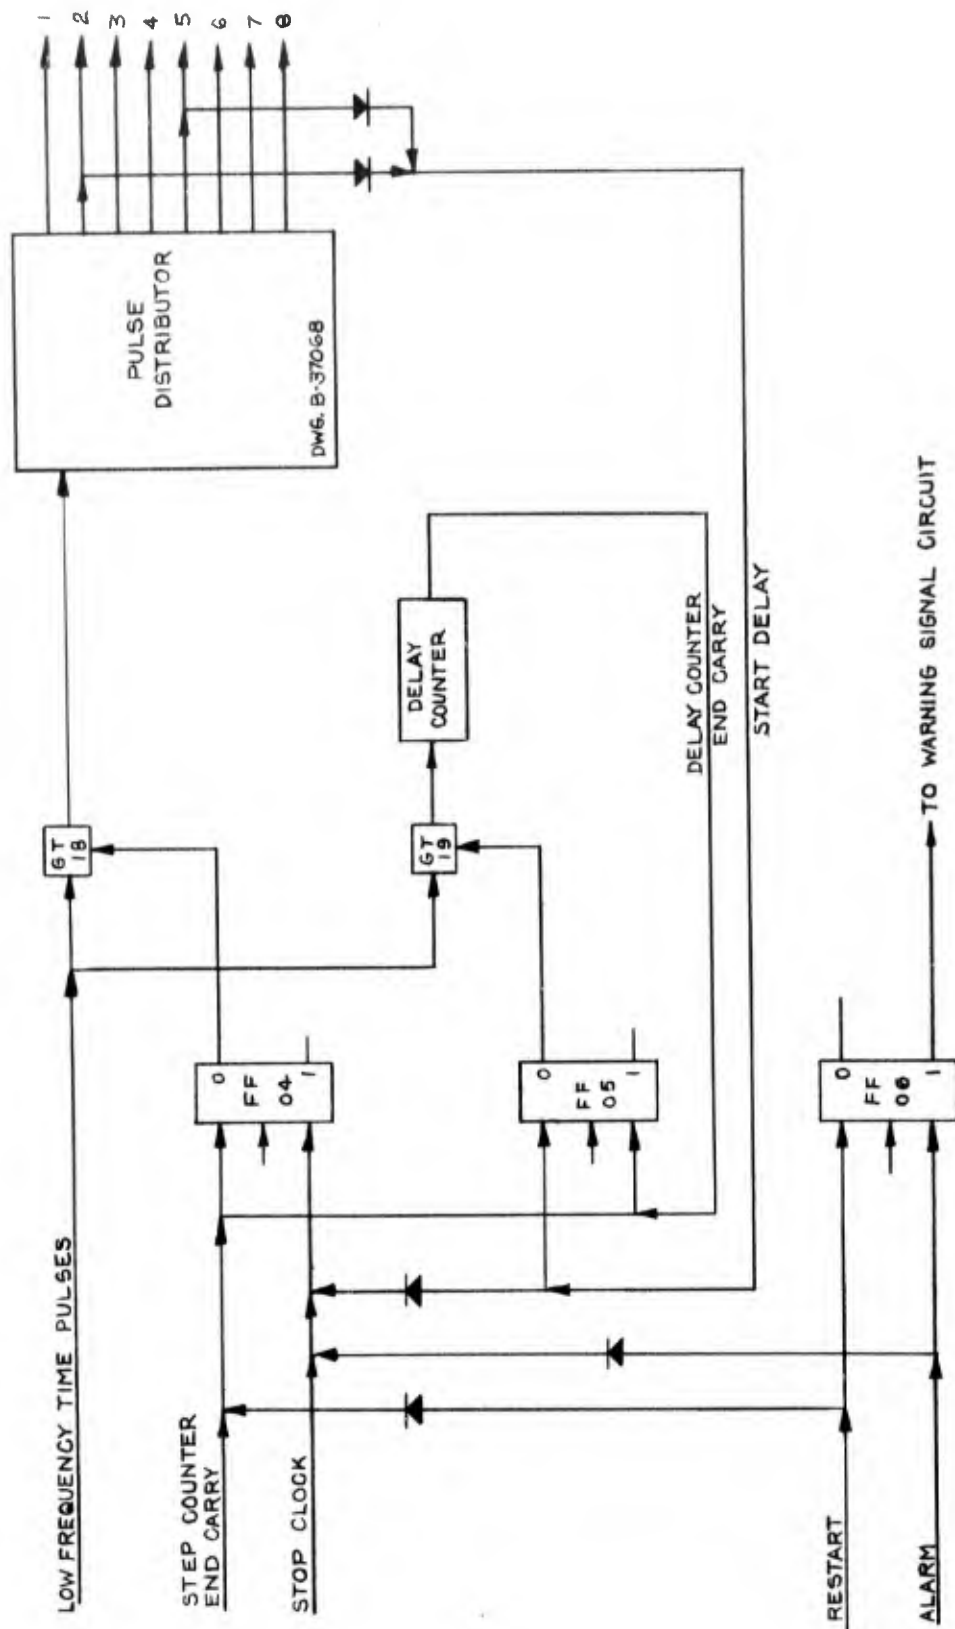 1
2
3
4
5
6
7
8
PULSE
DISTRIBUTOR
DWG. B-37068
GT
18
GT
19
DELAY
COUNTER
DELAY COUNTER
END CARRY
START DELAY
TO WARNING SIGNAL CIRCUIT
0
FF
04
1
0
FF
05
1
0
FF
06
1
LOW FREQUENCY TIME PULSES
STEP COUNTER
END CARRY
STOP CLOCK
RESTART
ALARM